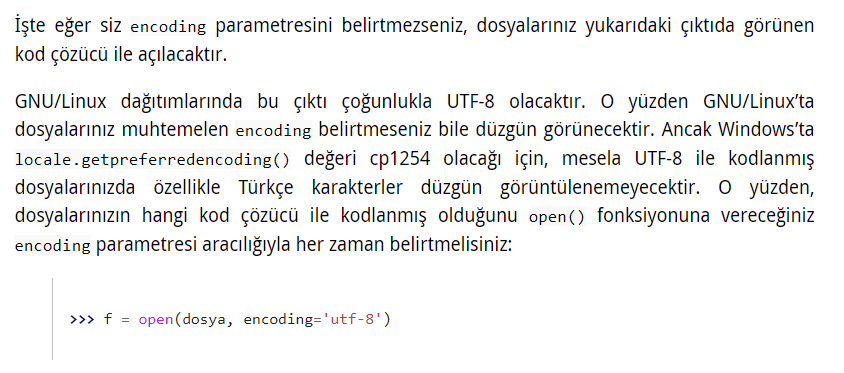 İşte eğer siz encoding parametresini belirtmezseniz, dosyalarınız yukarıdaki çıktıda görünen
kod çözücü ile açılacaktır.
GNU/Linux dağıtımlarında bu çıktı çoğunlukla UTF-8 olacaktır. O yüzden GNU/Linux’ta
dosyalarınız muhtemelen encoding belirtmeseniz bile düzgün görünecektir. Ancak Windows’ta
locale.getpreferredencoding() değeri cp1254 olacağı için, mesela UTF-8 ile kodlanmış
dosyalarınızda özellikle Türkçe karakterler düzgün görüntülenemeyecektir. O yüzden,
dosyalarınızın hangi kod çözücü ile kodlanmış olduğunu open() fonksiyonuna vereceğiniz
encoding parametresi aracılığıyla her zaman belirtmelisiniz:
>>> f = open(dosya, encoding='utf-8')